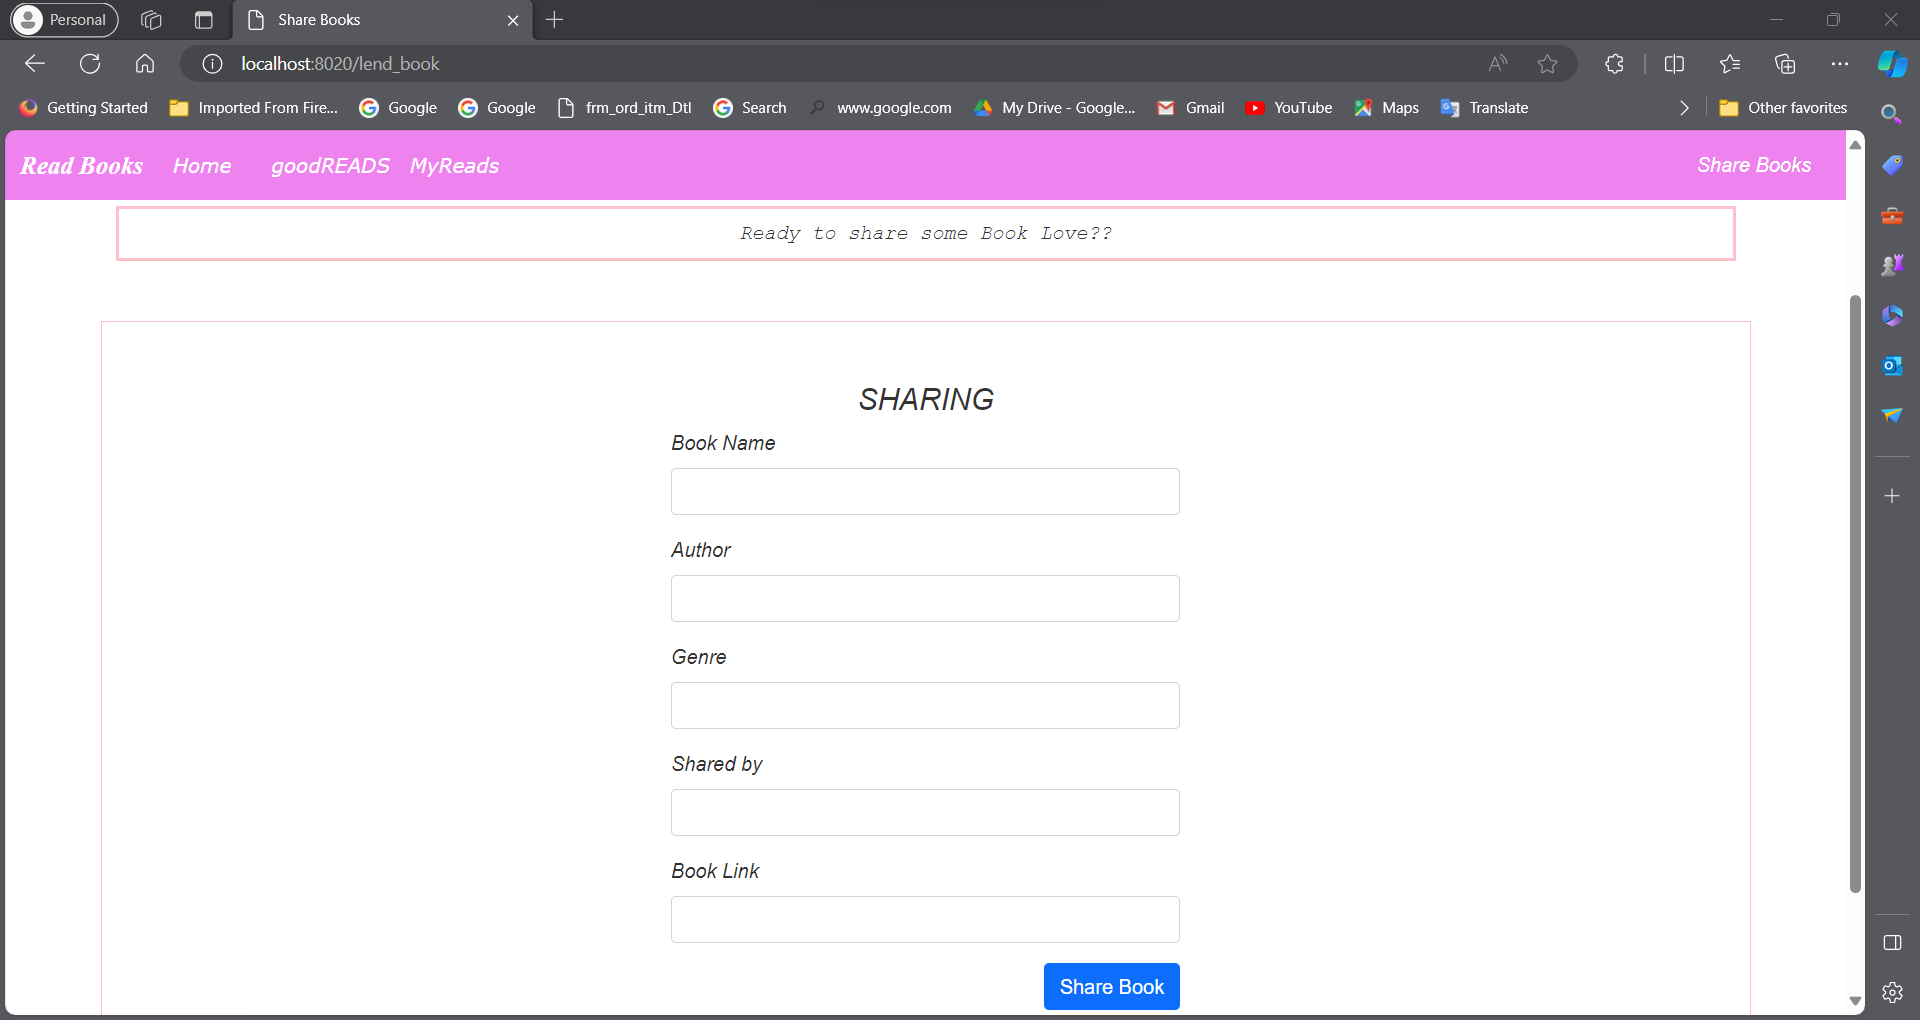 Personal
Share Books
localhost:8020/lend_book
Getting Started Imported From Fire... Google Google frm_ord_itm_Dtl Search www.google.com My Drive - Google... Gmail YouTube Maps Translate Other favorites
Read Books Home goodREADS MyReads Share Books
Ready to share some Book Love??
SHARING
Book Name
Author
Genre
Shared by
Book Link
Share Book